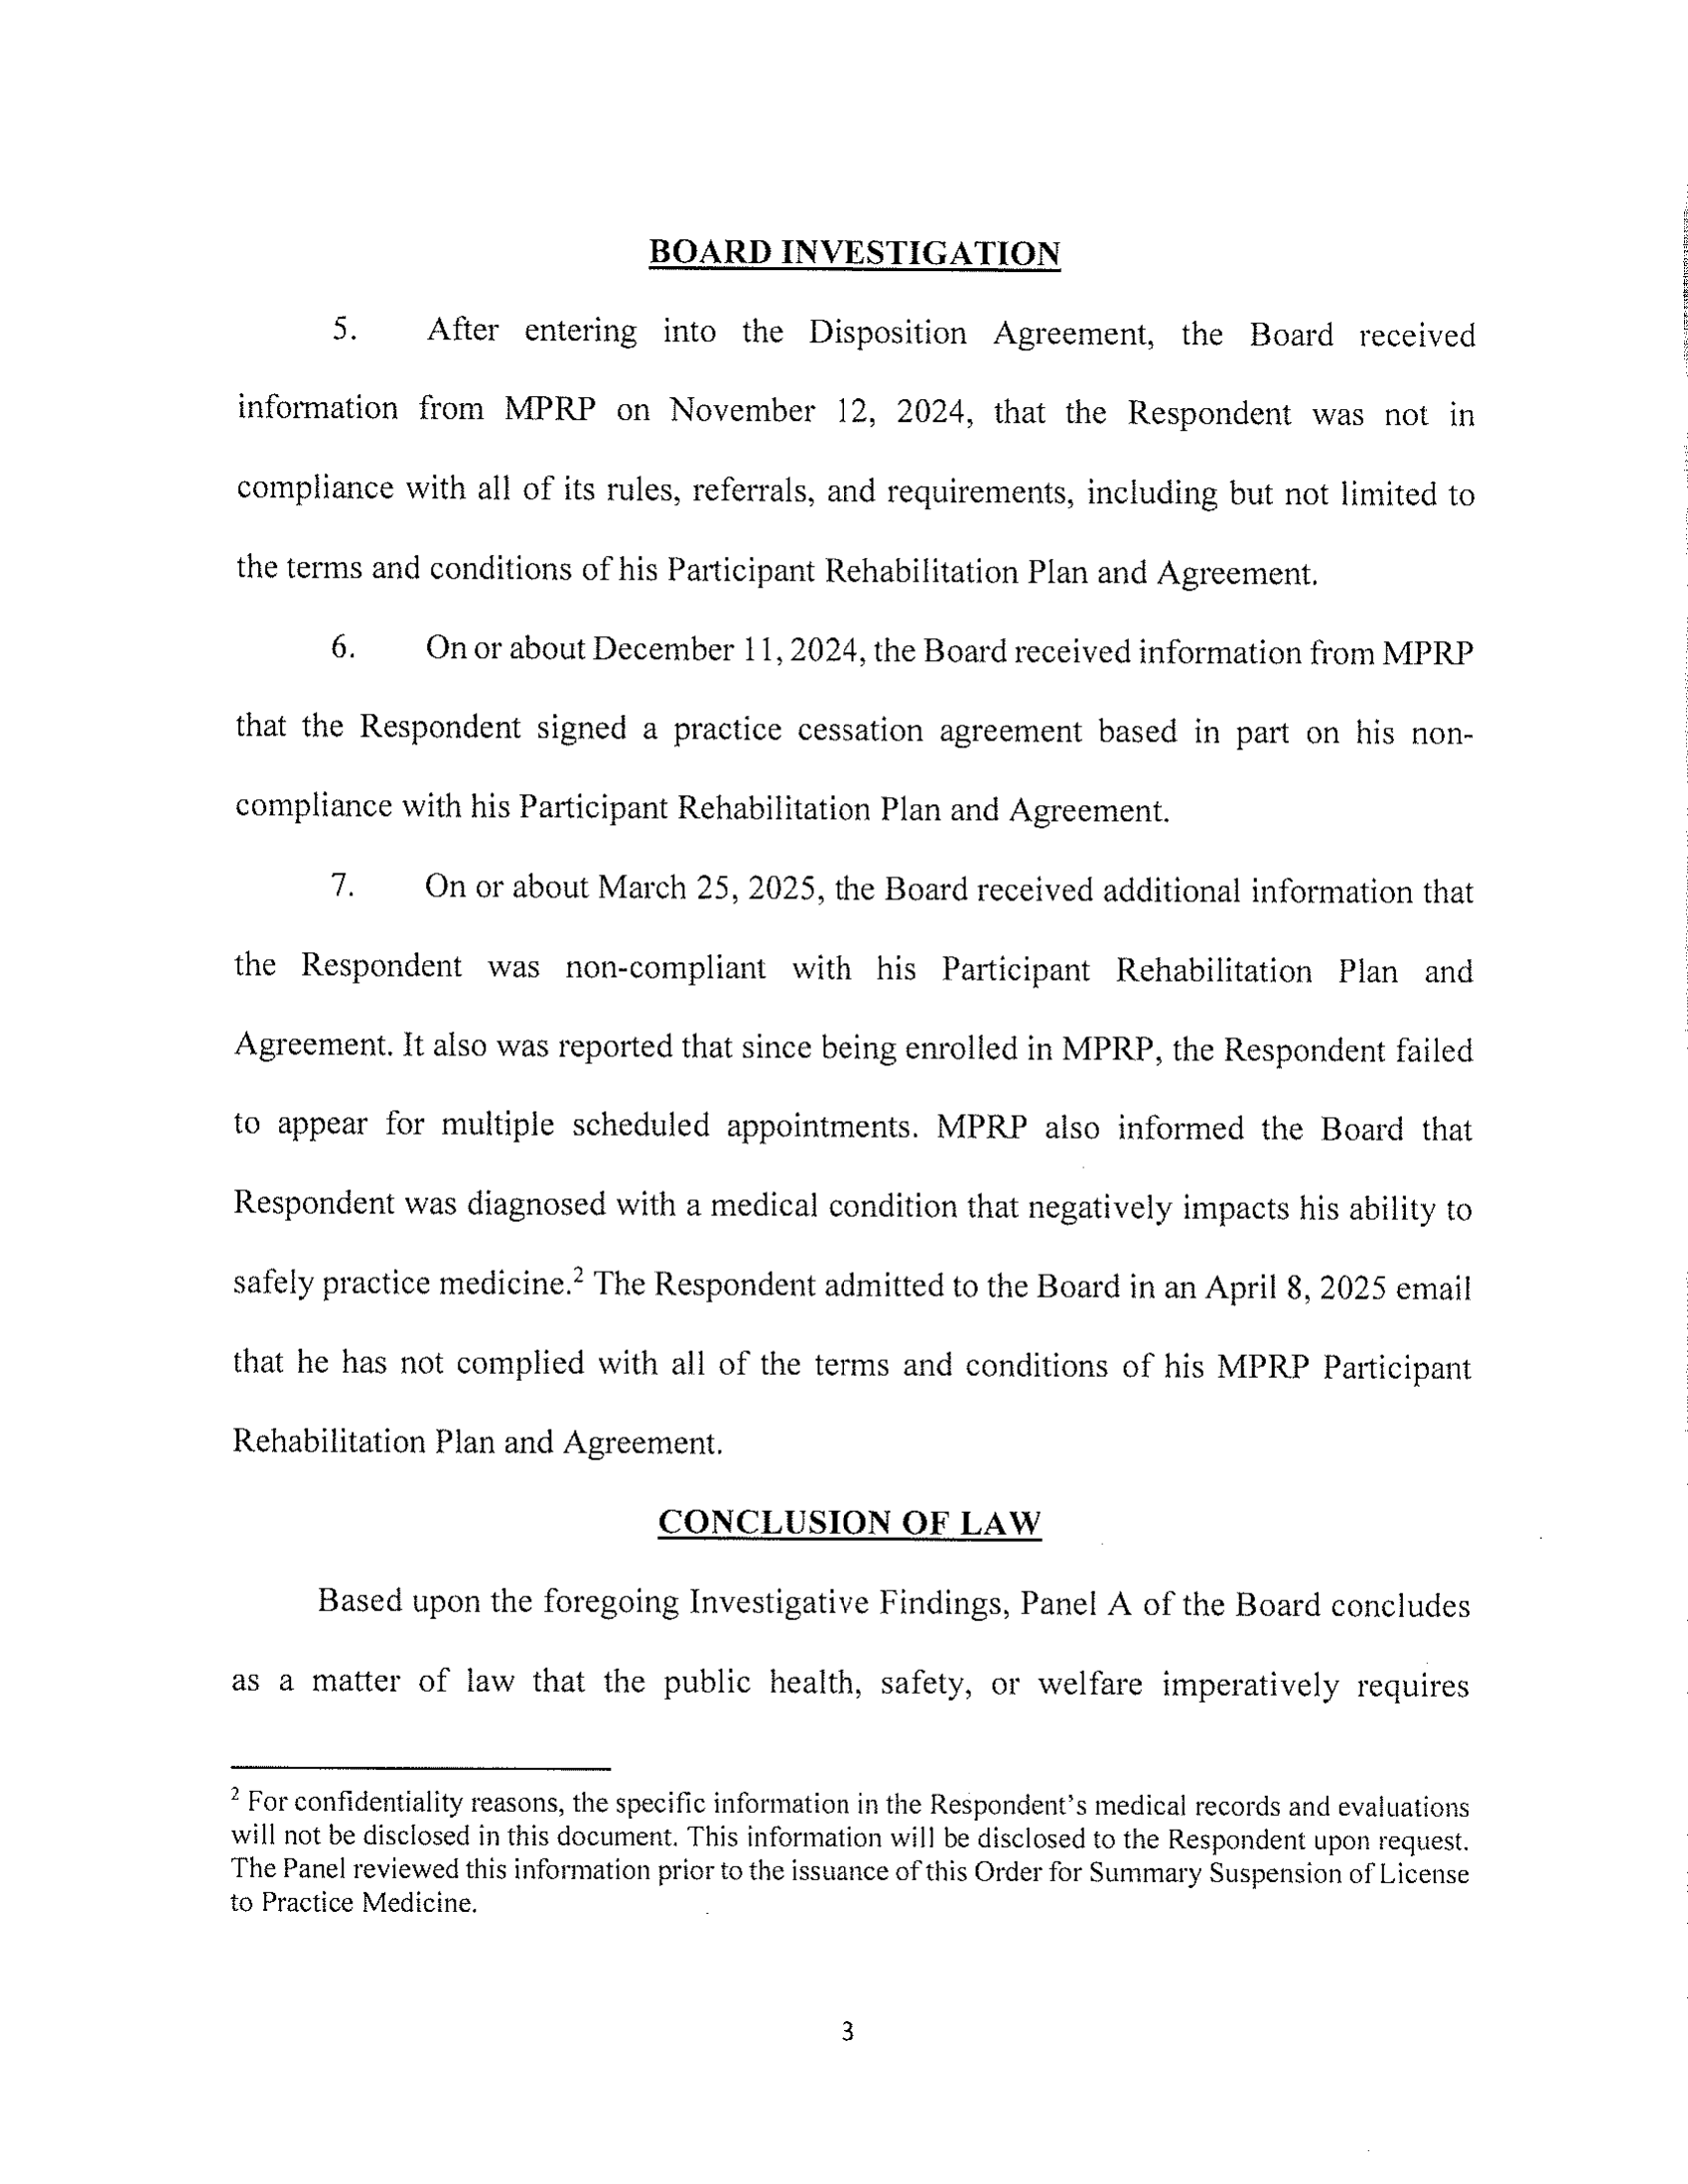 BOARD INVESTIGATION
5. After entering into the Disposition Agreement, the Board received
information from MPRP on November 12, 2024, that the Respondent was not in
compliance with all of its rules, referrals, and requirements, including but not limited to
the terms and conditions of his Participant Rehabilitation Plan and Agreement.
6. On or about December 11, 2024, the Board received information from MPRP
that the Respondent signed a practice cessation agreement based in part on his non-
compliance with his Participant Rehabilitation Plan and Agreement.
7. On or about March 25, 2025, the Board received additional information that
the Respondent was non-compliant with his Participant Rehabilitation Plan and
Agreement. It also was reported that since being enrolled in MPRP, the Respondent failed
to appear for multiple scheduled appointments. MPRP also informed the Board that
Respondent was diagnosed with a medical condition that negatively impacts his ability to
safely practice medicine.² The Respondent admitted to the Board in an April 8, 2025 email
that he has not complied with all of the terms and conditions of his MPRP Participant
Rehabilitation Plan and Agreement.
CONCLUSION OF LAW
Based upon the foregoing Investigative Findings, Panel A of the Board concludes
as a matter of law that the public health, safety, or welfare imperatively requires
² For confidentiality reasons, the specific information in the Respondent's medical records and evaluations
will not be disclosed in this document. This information will be disclosed to the Respondent upon request.
The Panel reviewed this information prior to the issuance of this Order for Summary Suspension of License
to Practice Medicine.
3